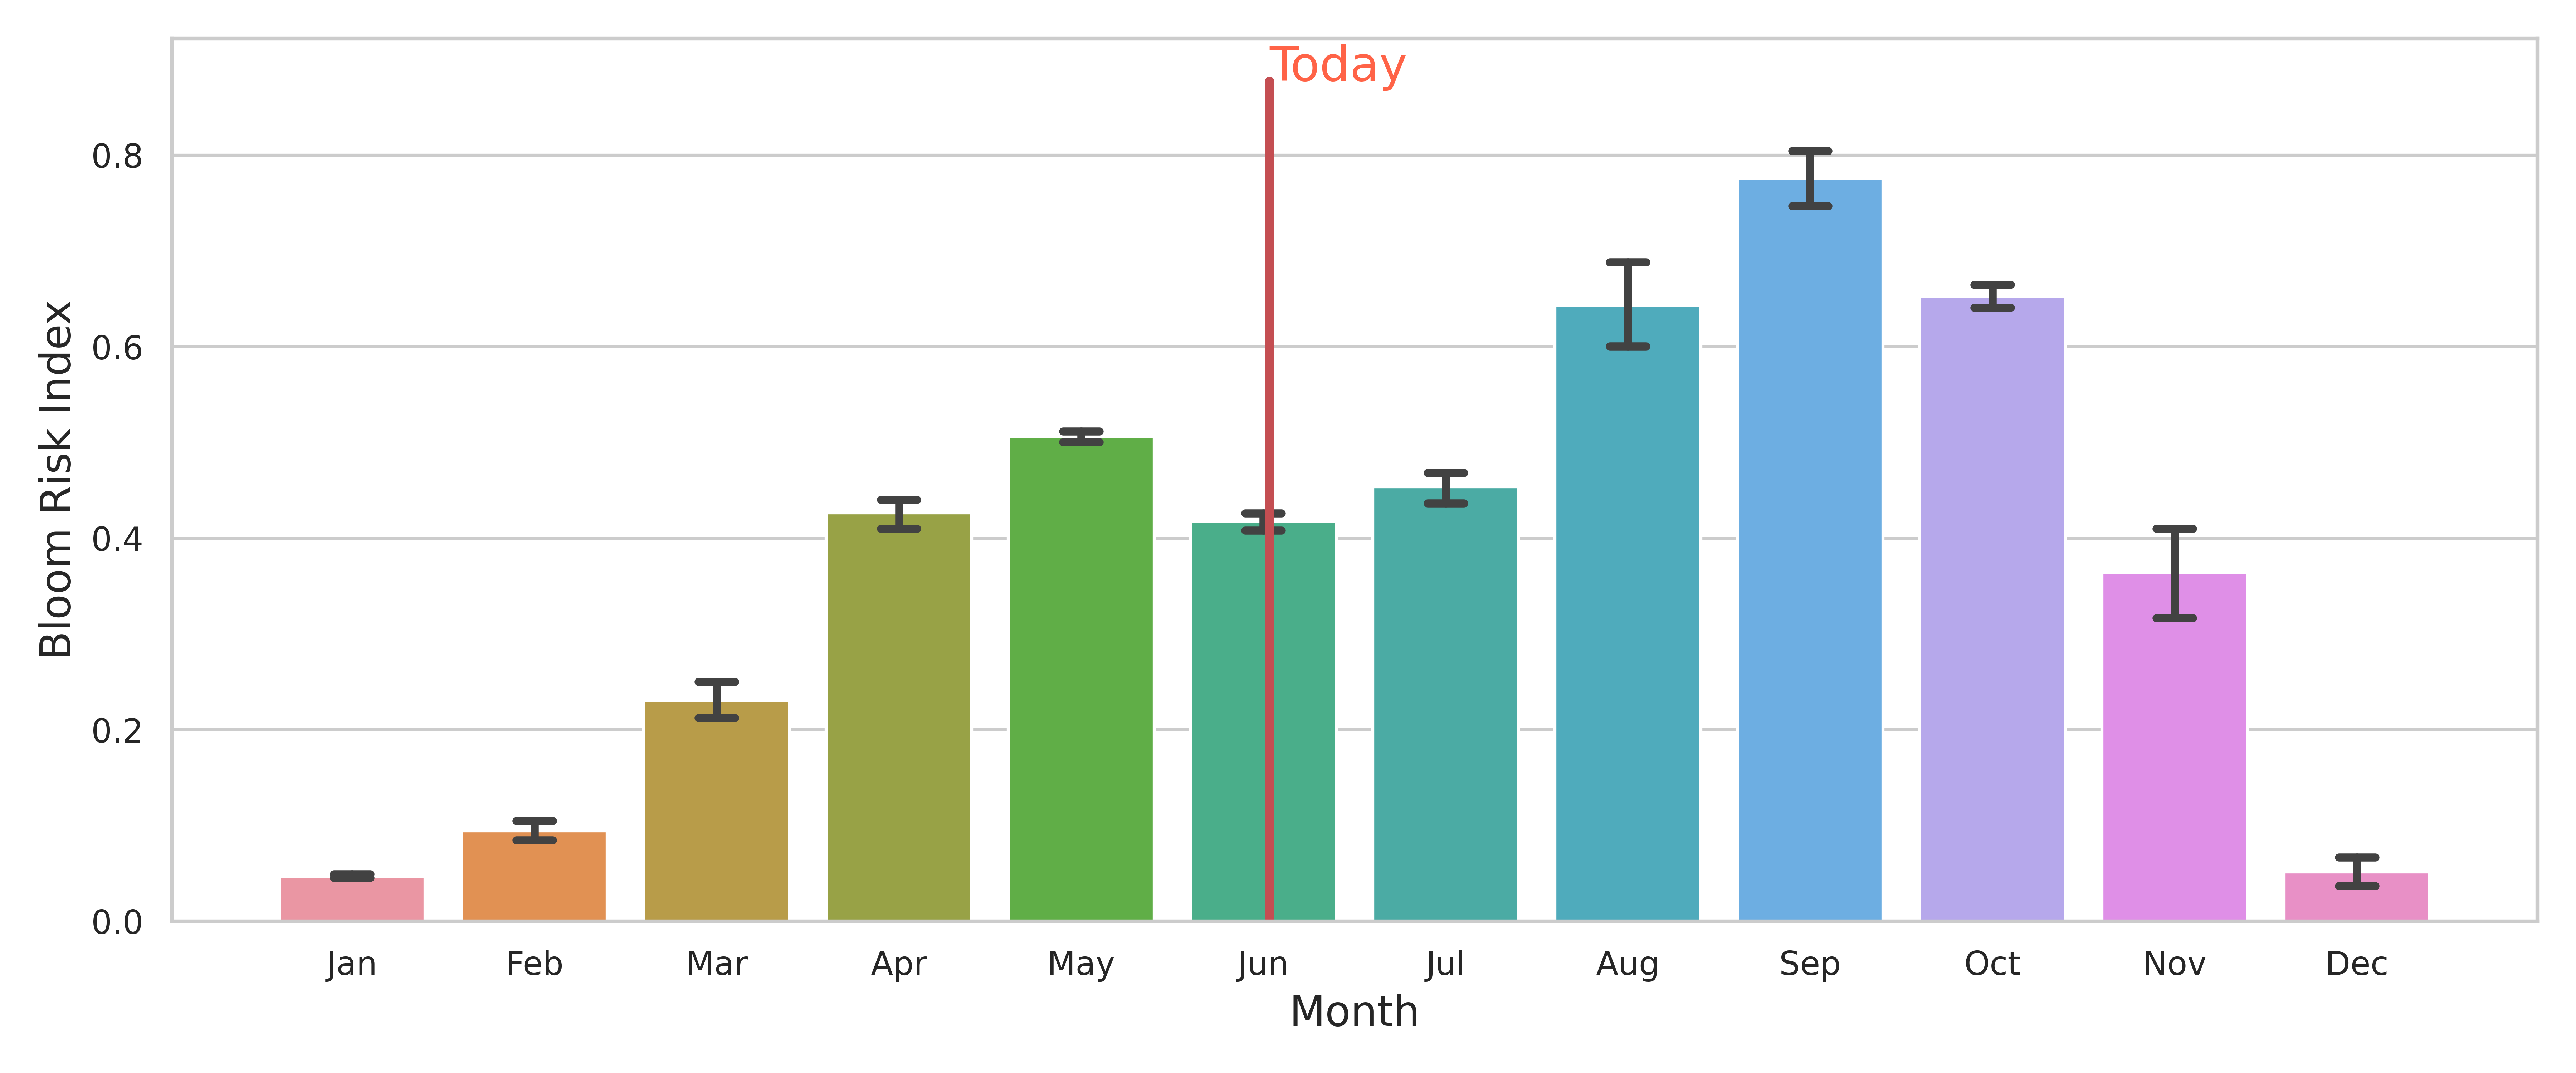 Today
Bloom Risk Index
0.8
0.6
0.4
0.2
0.0
Jan Feb Mar Apr May Jun Jul Aug Sep Oct Nov Dec
Month